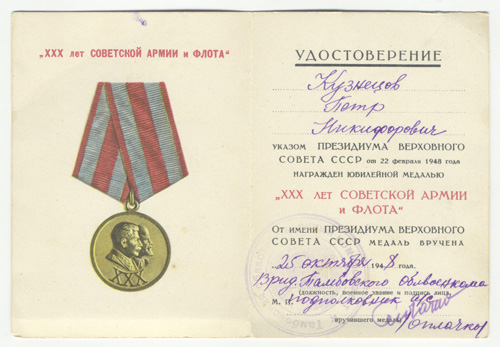 „XXX лет СОВЕТСКОЙ АРМИИ и ФЛОТА“
XXX
УДОСТОВЕРЕНИЕ
Кузнецов
Петр
Никифорович
УКАЗОМ ПРЕЗИДИУМА ВЕРХОВНОГО
СОВЕТА СССР от 22 февраля 1948 года
НАГРАЖДЕН ЮБИЛЕЙНОЙ МЕДАЛЬЮ
„XXX ЛЕТ СОВЕТСКОЙ АРМИИ
и ФЛОТА“
От имени ПРЕЗИДИУМА ВЕРХОВНОГО
СОВЕТА СССР МЕДАЛЬ ВРУЧЕНА
25 октября 1948 года.
Врид. Тамбовского Облвоенкома
(должность, военное звание и подпись лица,
М. П. подполковник а/с
вручившего медаль)